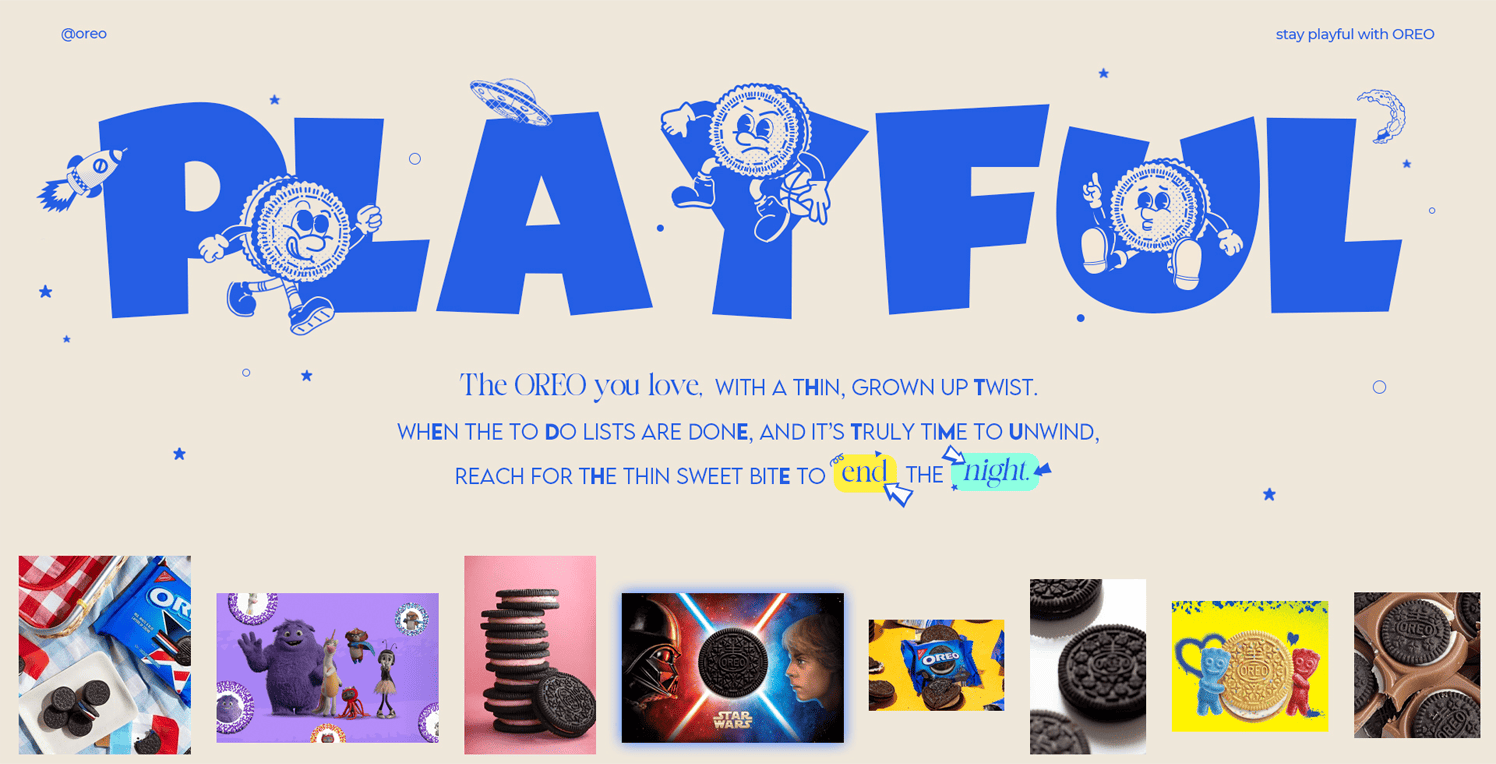 @oreo
stay playful with OREO
PLAYFUL
The OREO you love, WITH A THIN, GROWN UP TWIST.
WHEN THE TO DO LISTS ARE DONE, AND IT'S TRULY TIME TO UNWIND,
REACH FOR THE THIN SWEET BITE TO end THE night.
OREO
STAR
WARS
OREO
OREO
OREO